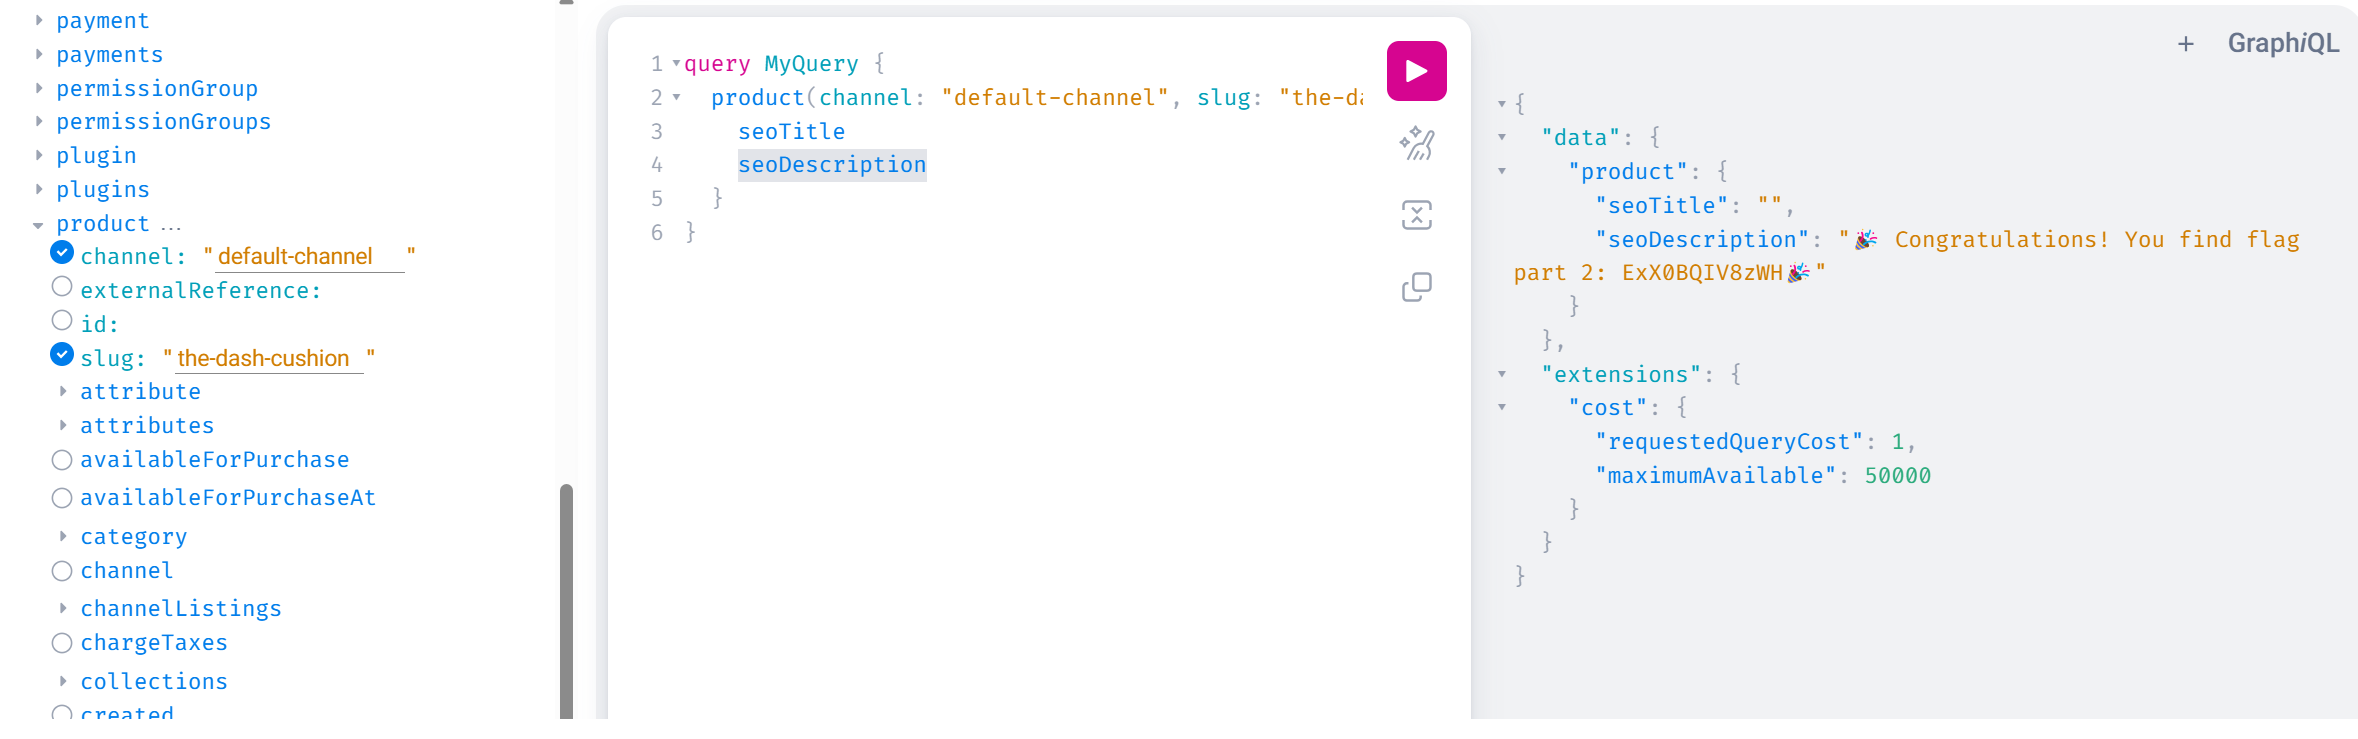 payment
payments
permissionGroup
permissionGroups
plugin
plugins
product ...
channel: "default-channel"
externalReference:
id:
slug: "the-dash-cushion"
attribute
attributes
availableForPurchase
availableForPurchaseAt
category
channel
channelListings
chargeTaxes
collections
created
1 query MyQuery {
2 product(channel: "default-channel", slug: "the-da
3 seoTitle
4 seoDescription
5 }
6 }
+ GraphiQL
{
"data": {
"product": {
"seoTitle": "",
"seoDescription": "🎉 Congratulations! You find flag
part 2: ExX0BQIV8zWH🎉"
}
},
"extensions": {
"cost": {
"requestedQueryCost": 1,
"maximumAvailable": 50000
}
}
}